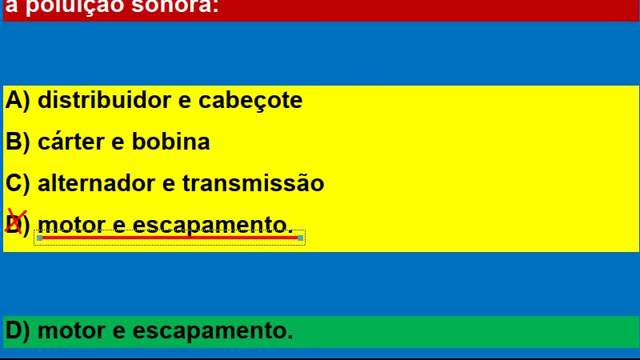 a poluição sonora:
A) distribuidor e cabeçote
B) cárter e bobina
C) alternador e transmissão
D) motor e escapamento.
D) motor e escapamento.